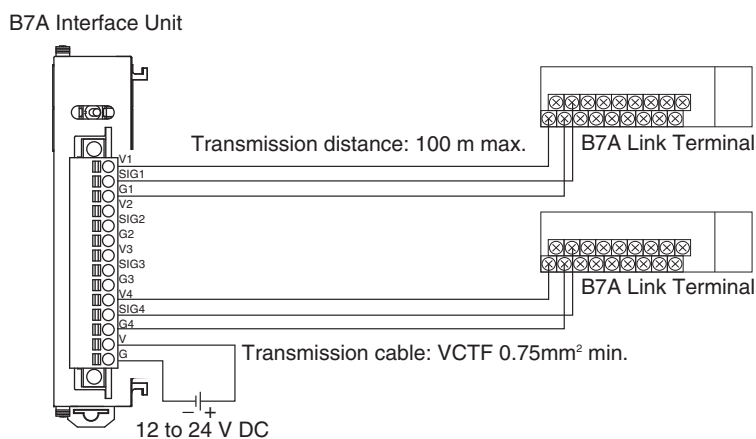 B7A Interface Unit
Transmission distance: 100 m max.
B7A Link Terminal
V1
SIG1
G1
V2
SIG2
G2
V3
SIG3
G3
V4
SIG4
G4
V
G
B7A Link Terminal
Transmission cable: VCTF 0.75mm² min.
− +
12 to 24 V DC